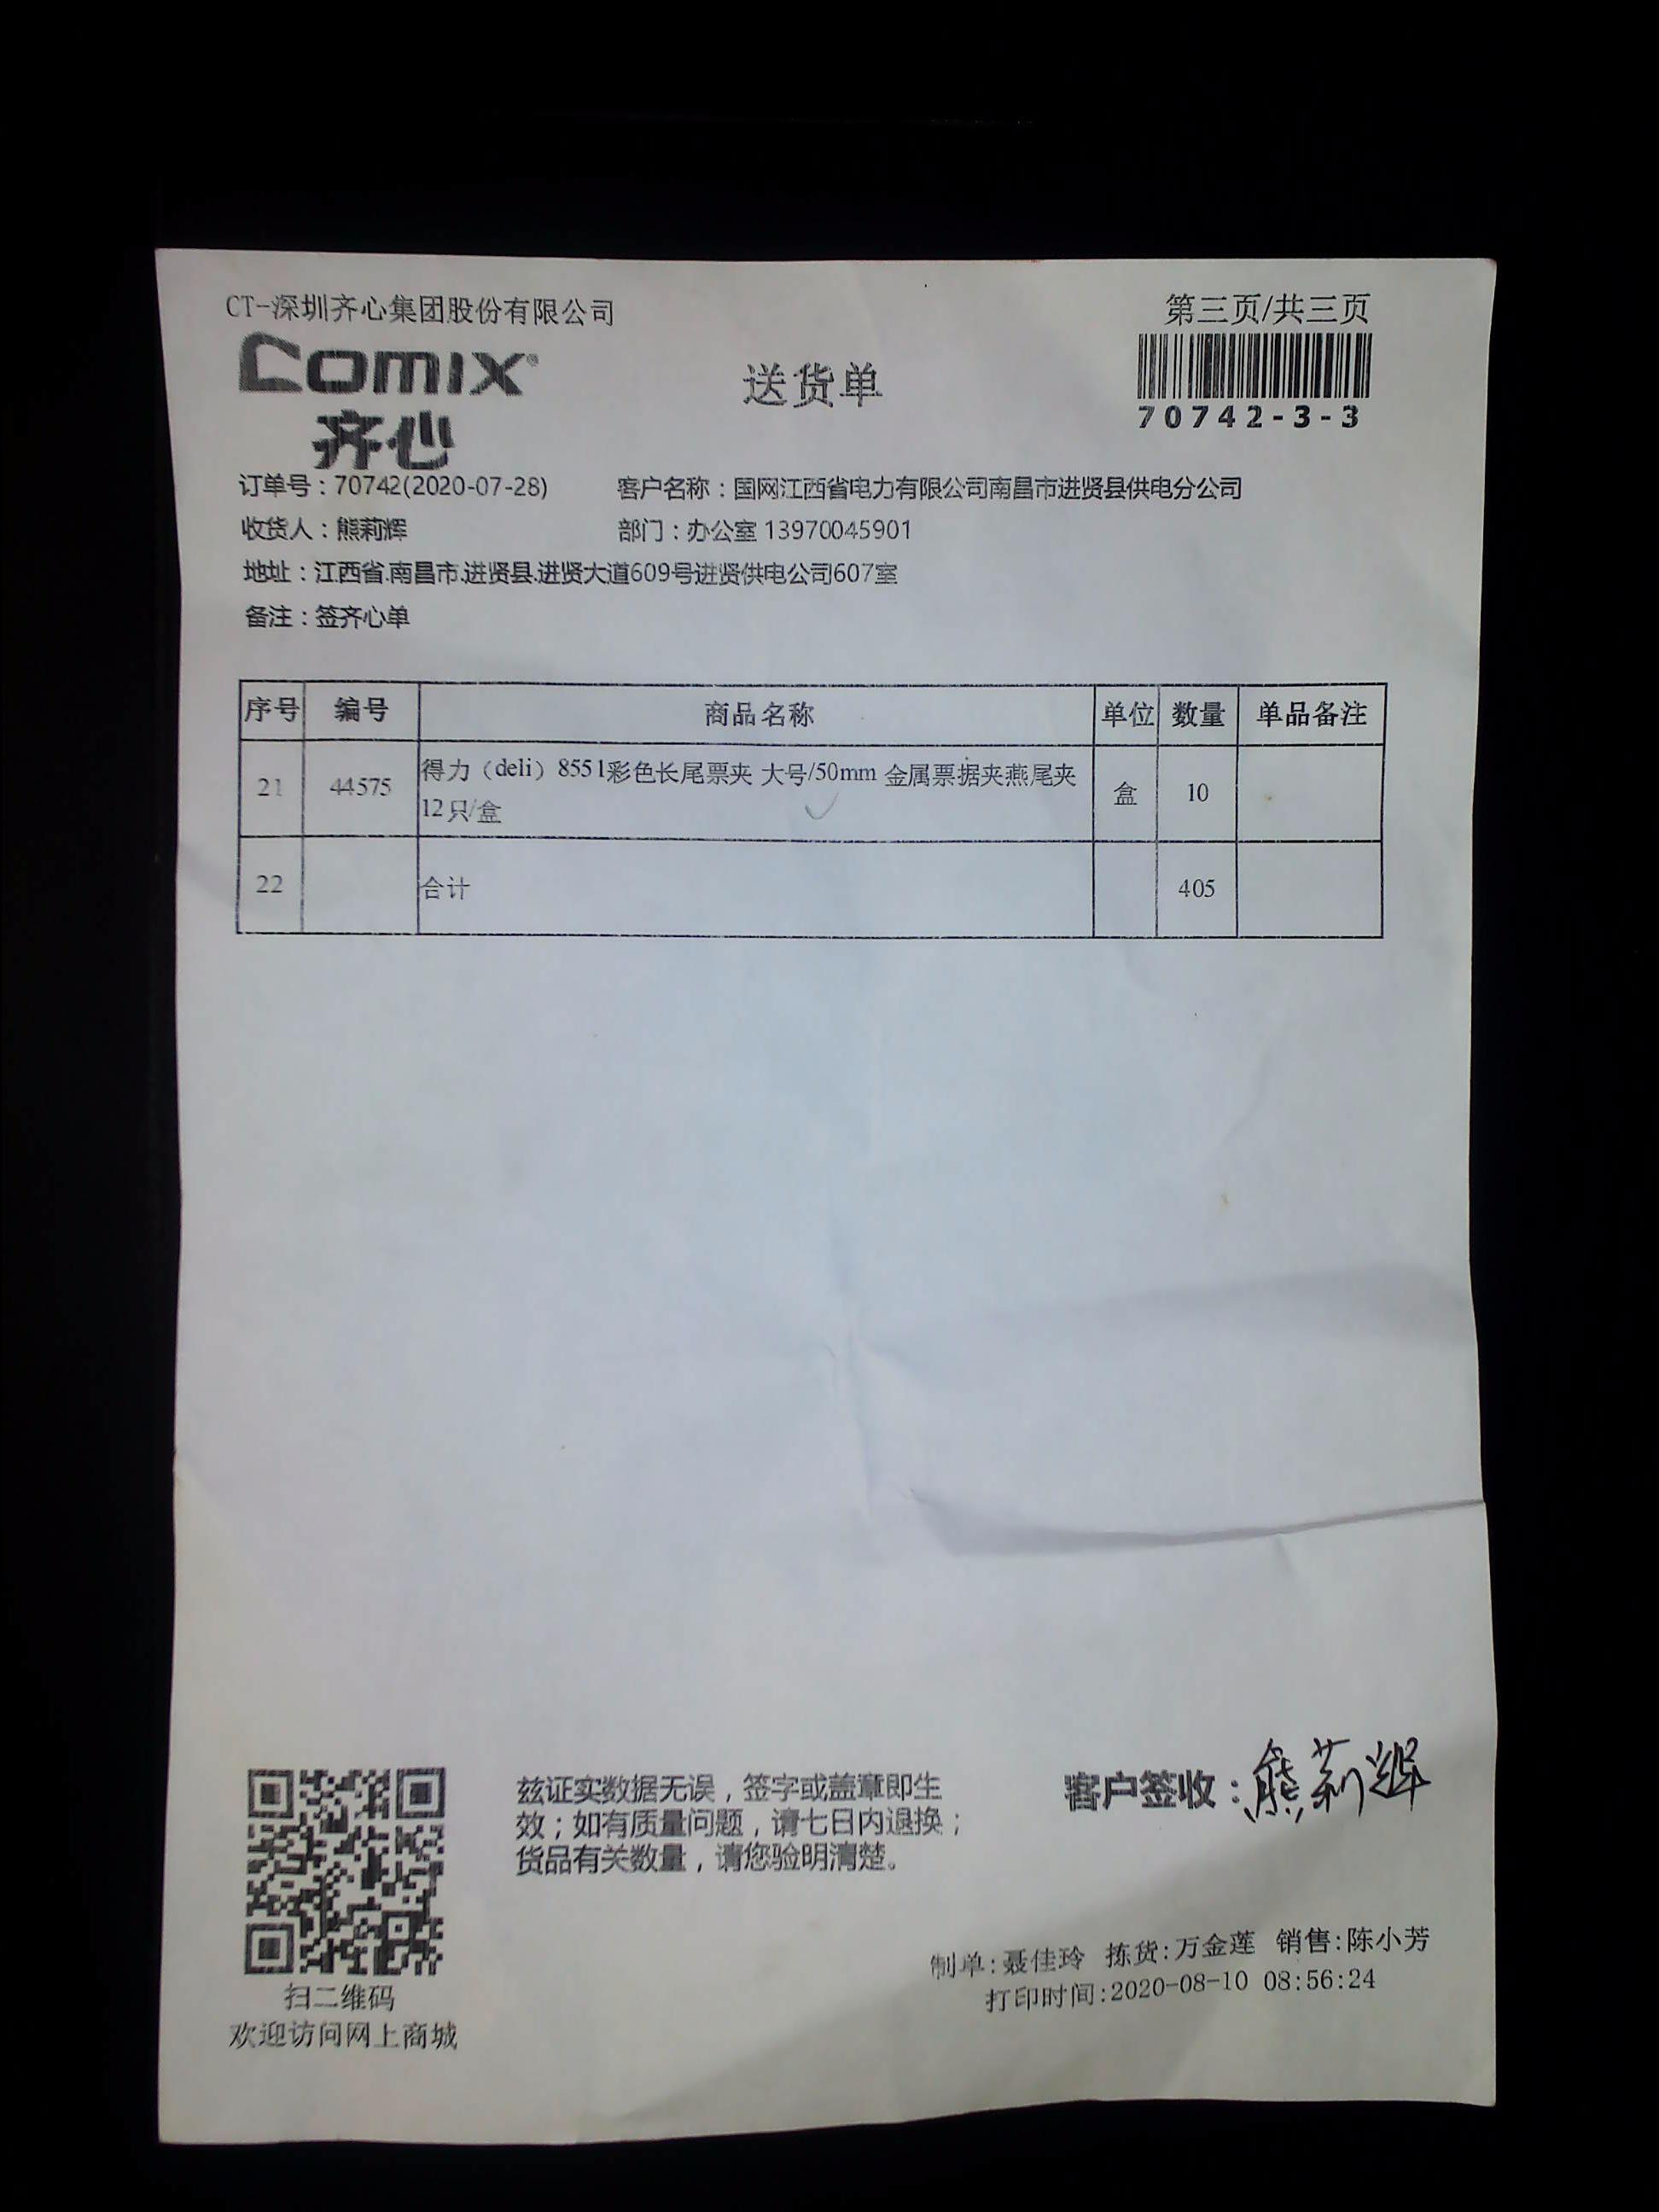 CT-深圳齐心集团股份有限公司
第三页/共三页
COMIX
齐心
送货单
70742-3-3
订单号：70742(2020-07-28) 客户名称：国网江西省电力有限公司南昌市进贤县供电分公司
收货人：熊莉辉 部门：办公室 13970045901
地址：江西省.南昌市.进贤县.进贤大道609号进贤供电公司607室
备注：签齐心单
序号 编号 商品名称 单位 数量 单品备注
21 44575 得力（deli）8551彩色长尾票夹 大号/50mm 金属票据夹燕尾夹 盒 10
12只/盒
22 合计 405
兹证实数据无误，签字或盖章即生
效；如有质量问题，请七日内退换；
货品有关数量，请您验明清楚。
客户签收：熊莉辉
制单:聂佳玲 拣货:万金莲 销售:陈小芳
打印时间:2020-08-10 08:56:24
扫二维码
欢迎访问网上商城